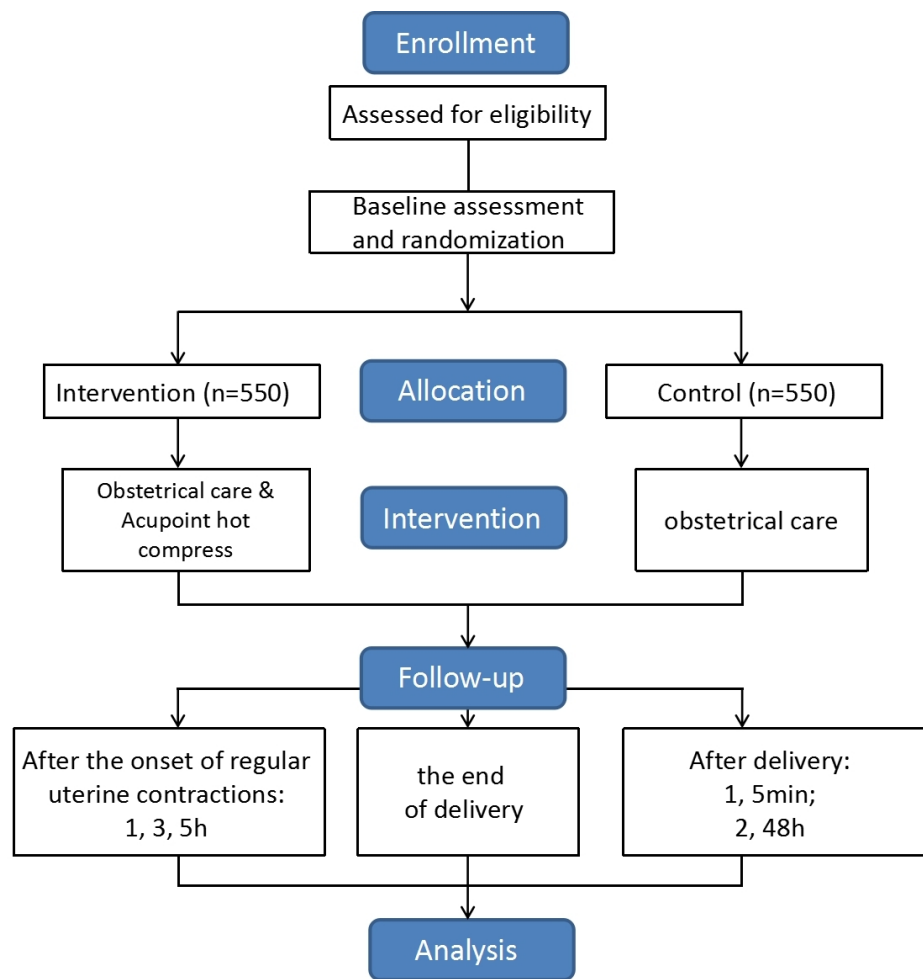 Enrollment
Assessed for eligibility
Baseline assessment
and randomization
Intervention (n=550)
Allocation
Control (n=550)
Obstetrical care &
Acupoint hot
compress
Intervention
obstetrical care
Follow-up
After the onset of regular
uterine contractions:
1, 3, 5h
the end
of delivery
After delivery:
1, 5min;
2, 48h
Analysis